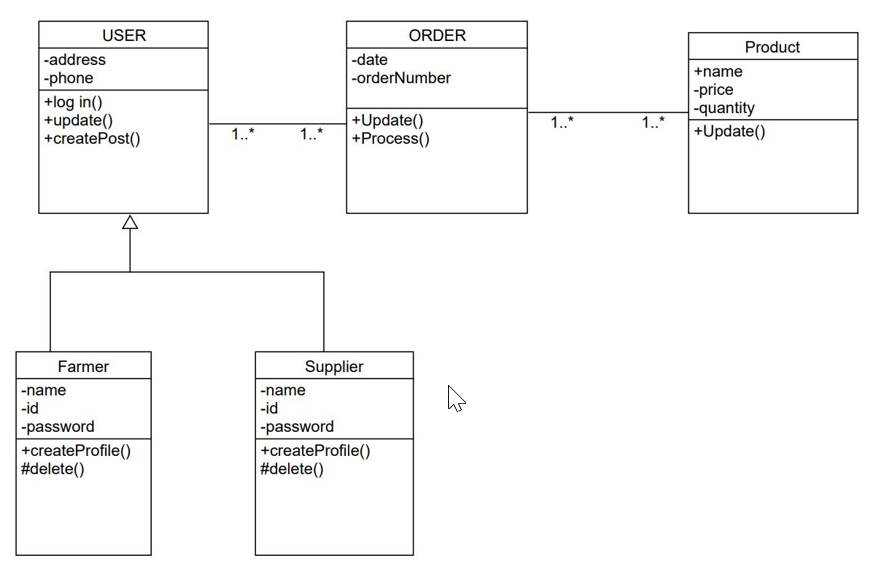 USER
-address
-phone
+log in()
+update()
+createPost()
1..*
1..*
ORDER
-date
-orderNumber
+Update()
+Process()
1..*
1..*
Product
+name
-price
-quantity
+Update()
Farmer
-name
-id
-password
+createProfile()
#delete()
Supplier
-name
-id
-password
+createProfile()
#delete()